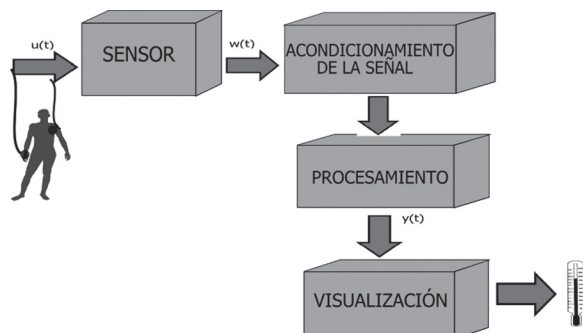 u(t)
SENSOR
w(t)
ACONDICIONAMIENTO
DE LA SEÑAL
PROCESAMIENTO
y(t)
VISUALIZACIÓN